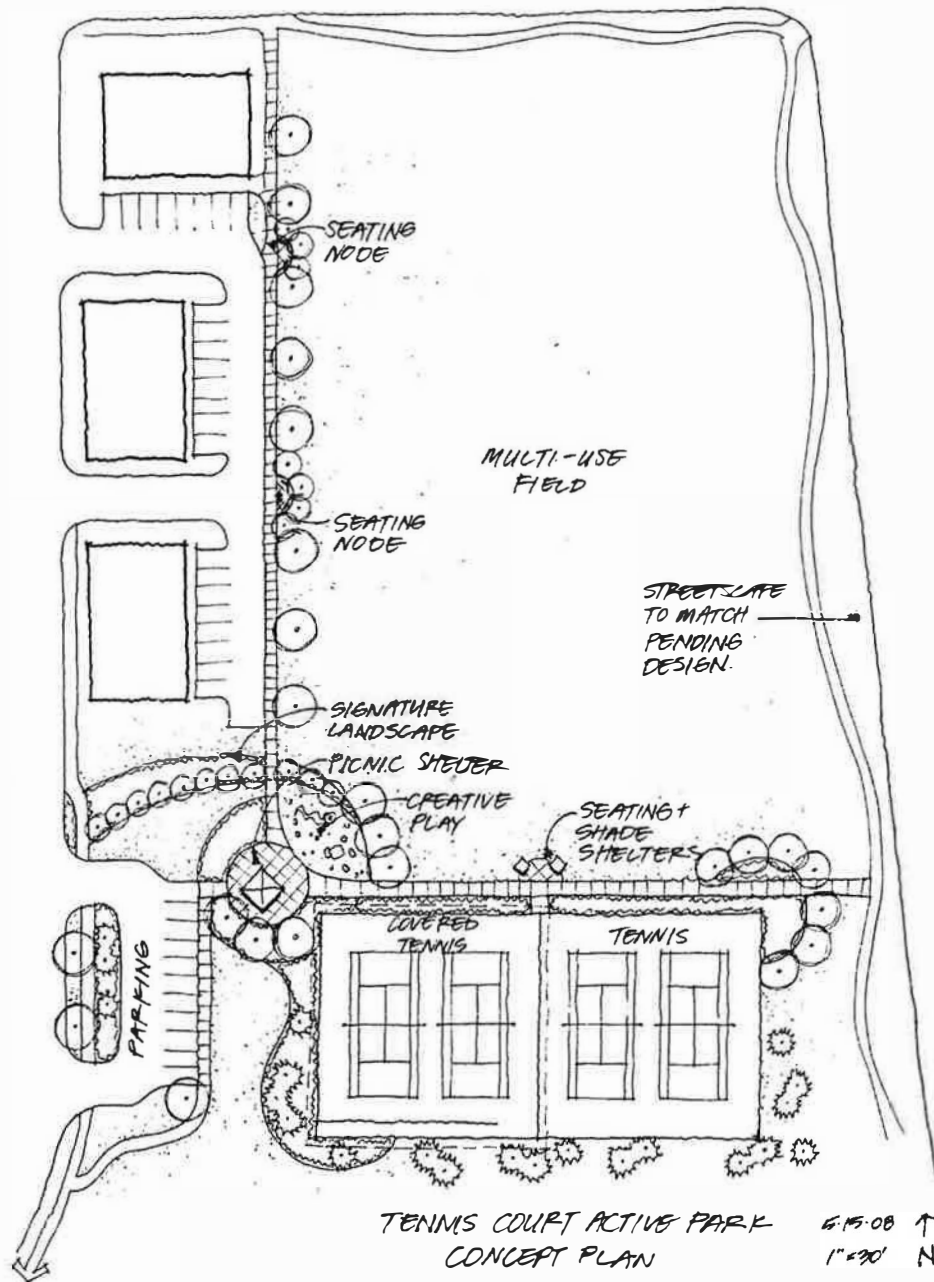 SEATING
NODE
MULTI-USE
FIELD
SEATING
NODE
STREETSCAPE
TO MATCH
PENDING
DESIGN.
SIGNATURE
LANDSCAPE
PICNIC SHELTER
CREATIVE
PLAY
SEATING +
SHADE
SHELTERS
COVERED
TENNIS
TENNIS
PARKING
TENNIS COURT ACTIVE PARK
CONCEPT PLAN
5.15.08
1"=30' N